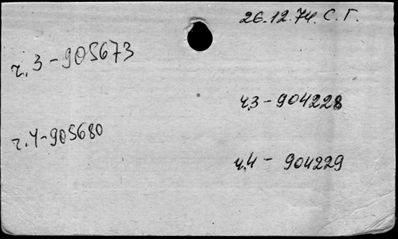 26.12.74. С. Г.
ч. 3 - 905673
ч. 3 - 904228
ч. 4 - 905680
ч. 4 - 904229